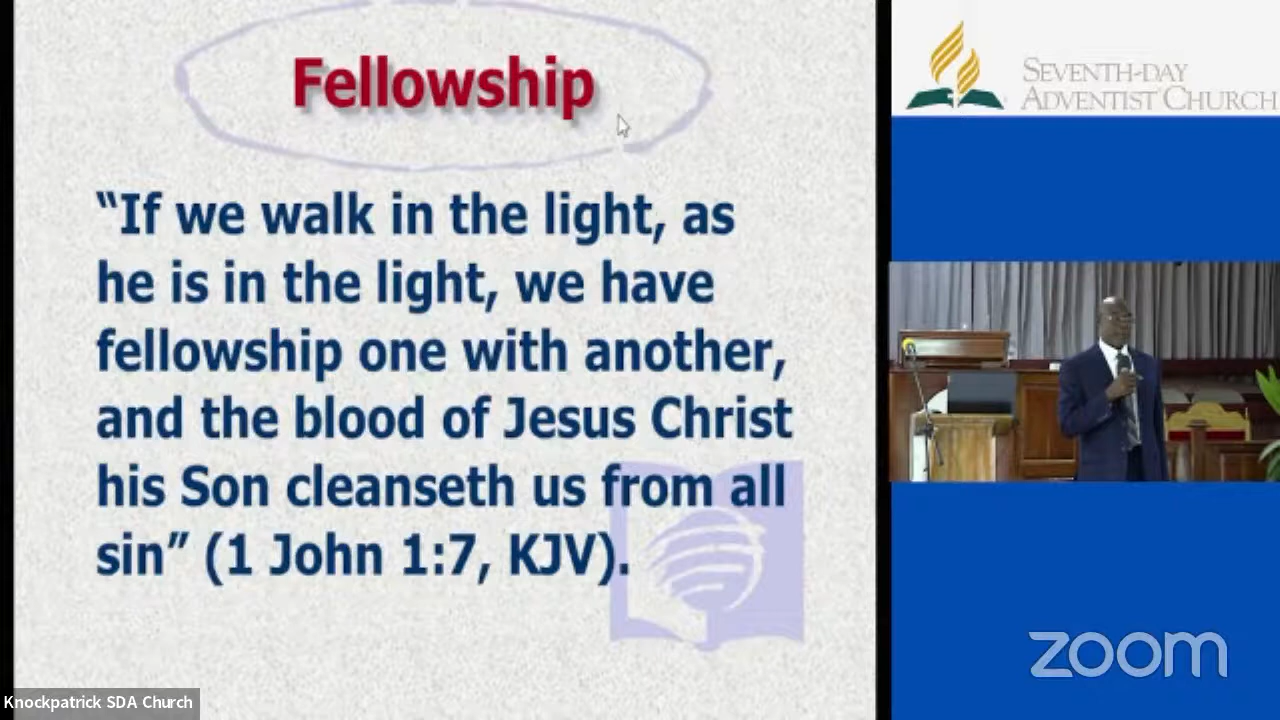 Fellowship
“If we walk in the light, as
he is in the light, we have
fellowship one with another,
and the blood of Jesus Christ
his Son cleanseth us from all
sin” (1 John 1:7, KJV).
SEVENTH-DAY
ADVENTIST CHURCH
zoom
Knockpatrick SDA Church